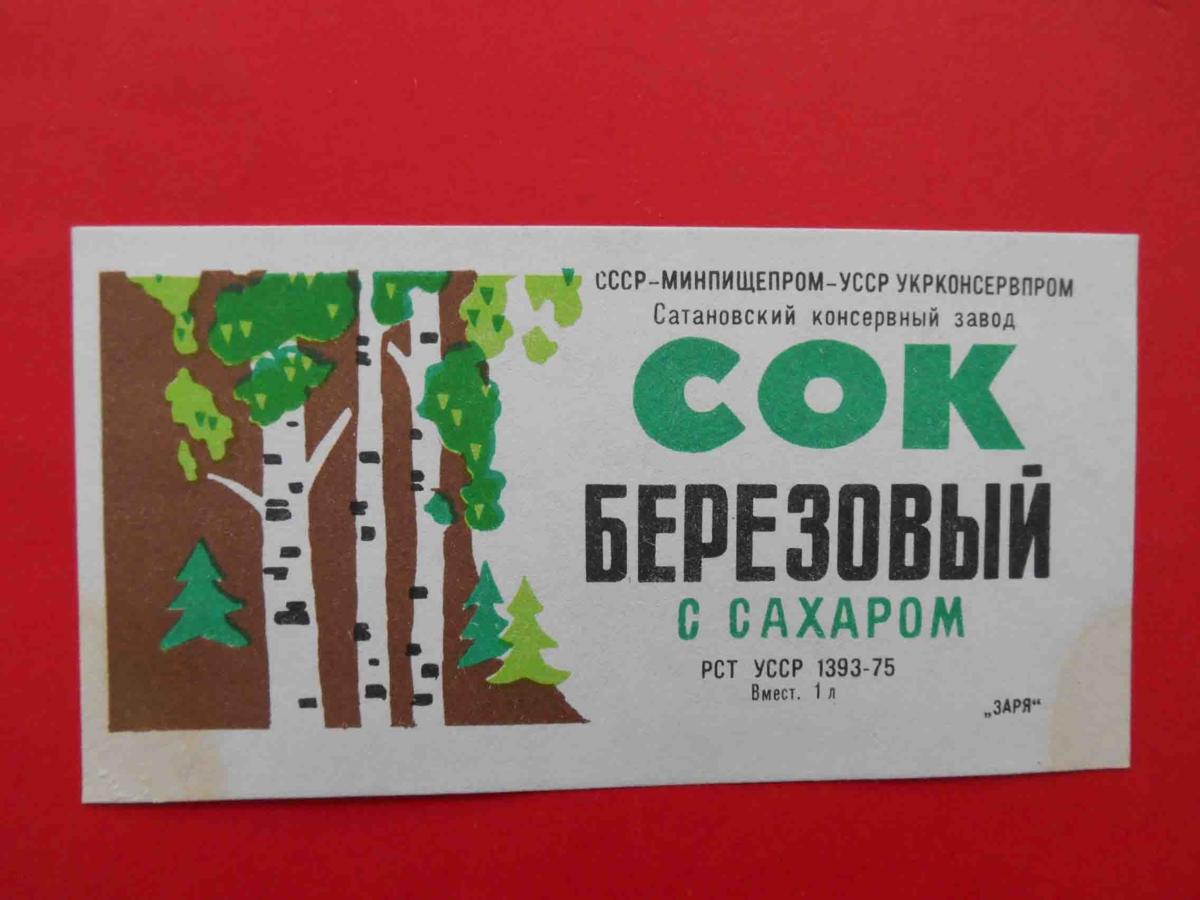 СССР-МИНПИЩЕПРОМ-УССР УКРКОНСЕРВПРОМ
Сатановский консервный завод
СОК
БЕРЕЗОВЫЙ
С САХАРОМ
РСТ УССР 1393-75
Вмест. 1 л
„ЗАРЯ“